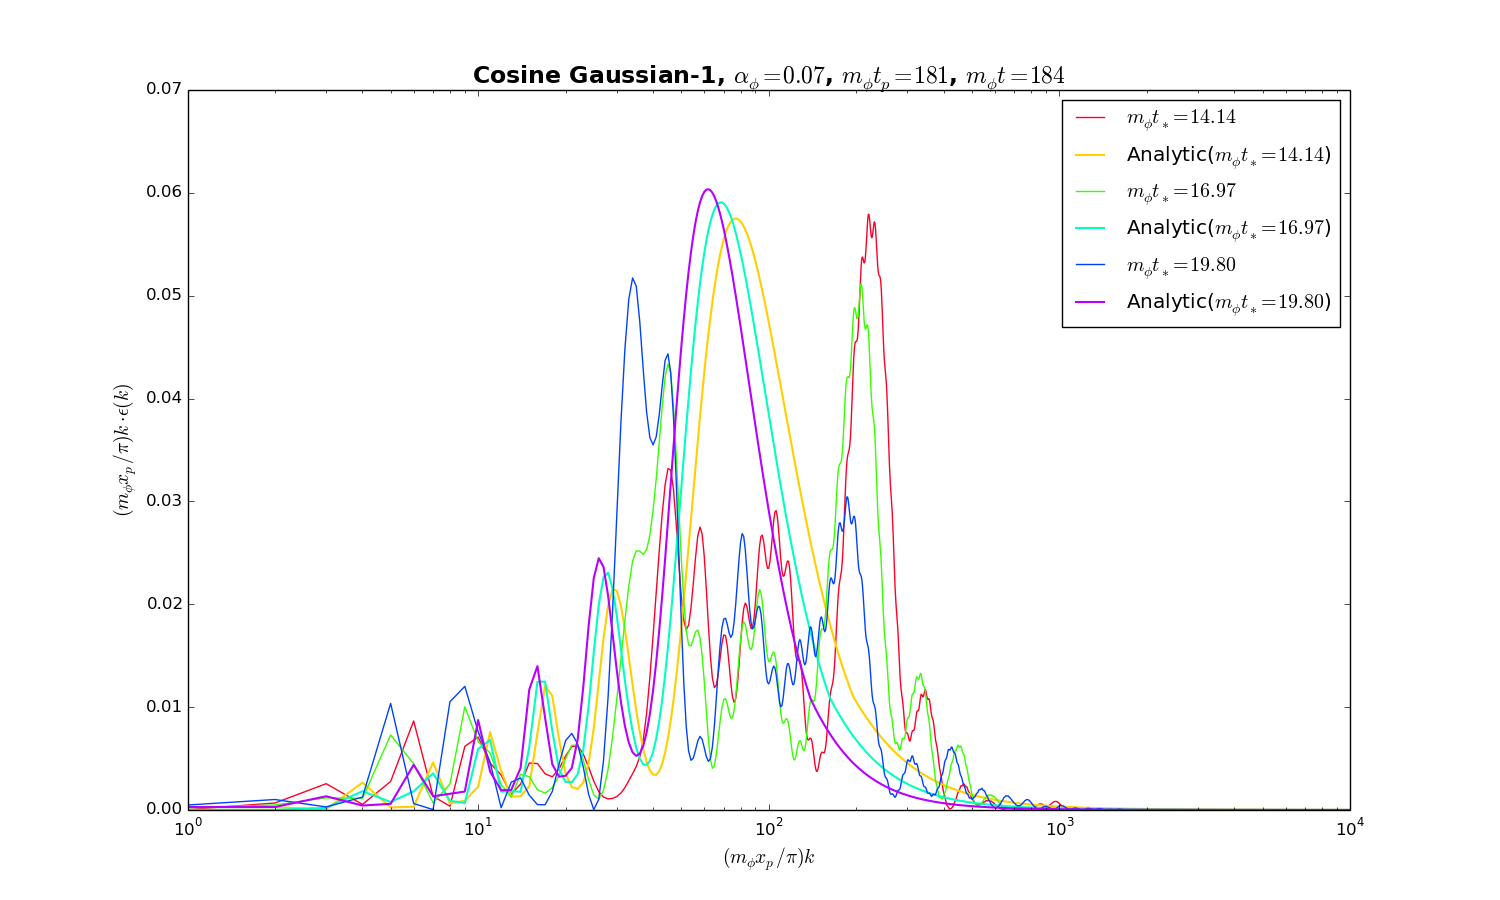 Cosine Gaussian-1, α_ϕ=0.07, m_ϕt_p=181, m_ϕt=184
0.07
0.06
0.05
0.04
0.03
0.02
0.01
0.00
(m_ϕx_p/π)k·ϵ(k)
m_ϕt_*=14.14
Analytic(m_ϕt_*=14.14)
m_ϕt_*=16.97
Analytic(m_ϕt_*=16.97)
m_ϕt_*=19.80
Analytic(m_ϕt_*=19.80)
10^0 10^1 10^2 10^3 10^4
(m_ϕx_p/π)k